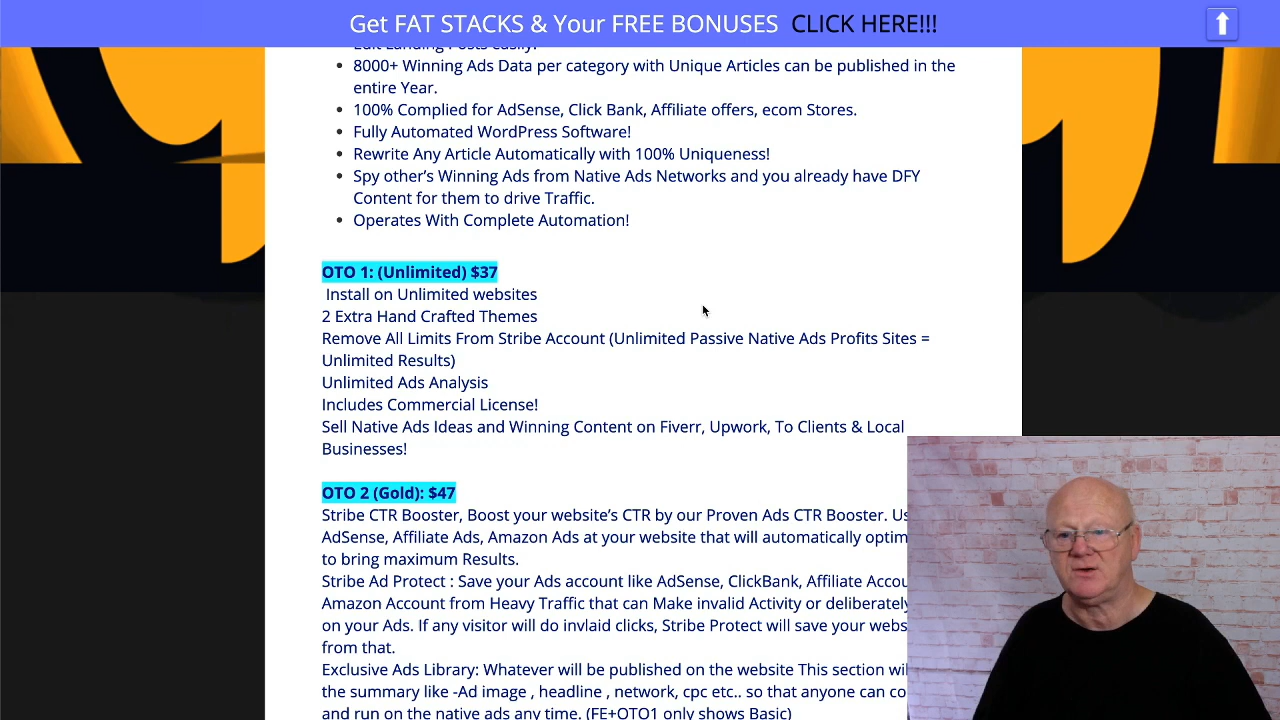 Get FAT STACKS & Your FREE BONUSES CLICK HERE!!!
Edit Landing Posts easily.
8000+ Winning Ads Data per category with Unique Articles can be published in the
entire Year.
100% Complied for AdSense, Click Bank, Affiliate offers, ecom Stores.
Fully Automated WordPress Software!
Rewrite Any Article Automatically with 100% Uniqueness!
Spy other’s Winning Ads from Native Ads Networks and you already have DFY
Content for them to drive Traffic.
Operates With Complete Automation!
OTO 1: (Unlimited) $37
Install on Unlimited websites
2 Extra Hand Crafted Themes
Remove All Limits From Stribe Account (Unlimited Passive Native Ads Profits Sites =
Unlimited Results)
Unlimited Ads Analysis
Includes Commercial License!
Sell Native Ads Ideas and Winning Content on Fiverr, Upwork, To Clients & Local
Businesses!
OTO 2 (Gold): $47
Stribe CTR Booster, Boost your website’s CTR by our Proven Ads CTR Booster.
AdSense, Affiliate Ads, Amazon Ads at your website that will automatically
to bring maximum Results.
Stribe Ad Protect : Save your Ads account like AdSense, ClickBank, Affiliate
Amazon Account from Heavy Traffic that can Make invalid Activity or deliberately
on your Ads. If any visitor will do invlaid clicks, Stribe Protect will save your
from that.
Exclusive Ads Library: Whatever will be published on the website This section
the summary like -Ad image , headline , network, cpc etc.. so that anyone can
and run on the native ads any time. (FE+OTO1 only shows Basic)